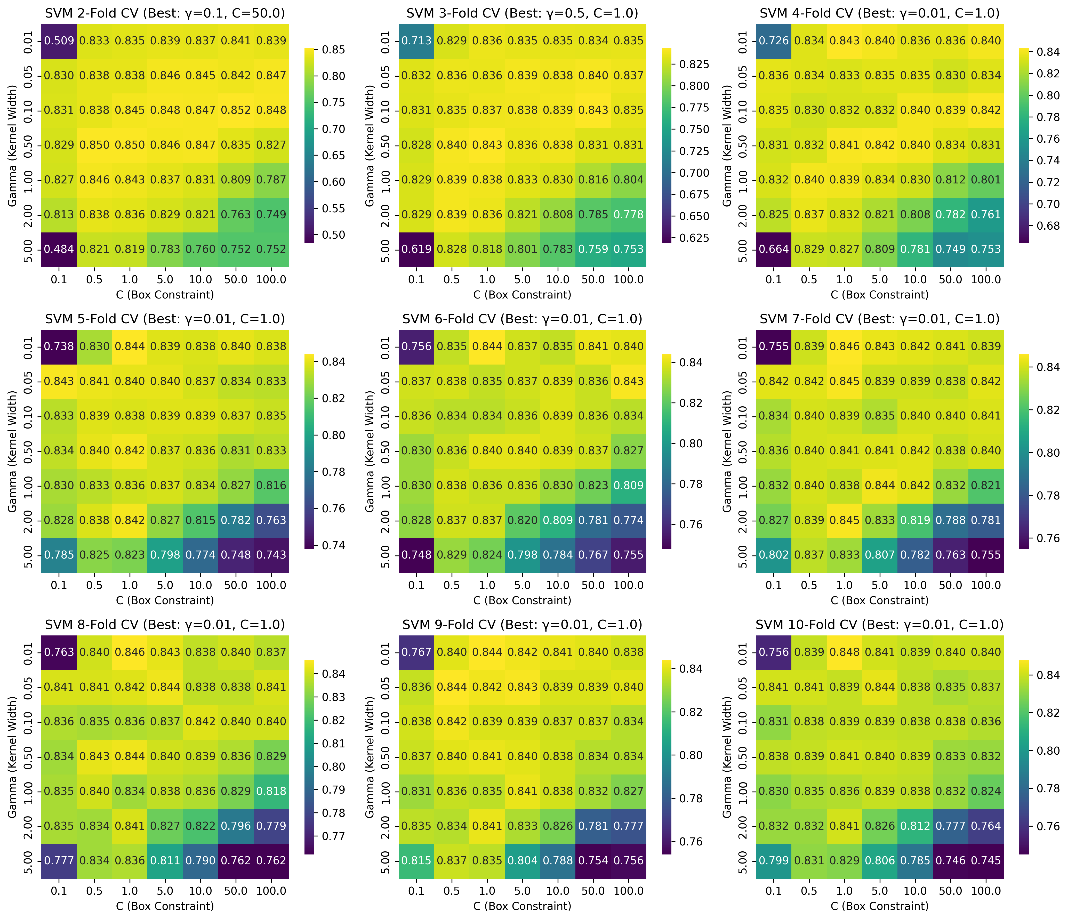 SVM 2-Fold CV (Best: γ=0.1, C=50.0)
0.01 0.509 0.833 0.835 0.839 0.837 0.841 0.839
0.05 0.830 0.838 0.838 0.846 0.845 0.842 0.847
0.10 0.831 0.838 0.845 0.848 0.847 0.852 0.848
0.50 0.829 0.850 0.850 0.846 0.847 0.835 0.827
1.00 0.827 0.846 0.843 0.837 0.831 0.809 0.787
2.00 0.813 0.838 0.836 0.829 0.821 0.763 0.749
5.00 0.484 0.821 0.819 0.783 0.760 0.752 0.752
0.1 0.5 1.0 5.0 10.0 50.0 100.0
Gamma (Kernel Width)
C (Box Constraint)
0.85
0.80
0.75
0.70
0.65
0.60
0.55
0.50
SVM 3-Fold CV (Best: γ=0.5, C=1.0)
0.01 0.713 0.829 0.836 0.835 0.835 0.834 0.835
0.05 0.832 0.836 0.836 0.839 0.838 0.840 0.837
0.10 0.831 0.835 0.837 0.838 0.839 0.843 0.835
0.50 0.828 0.840 0.843 0.836 0.838 0.831 0.831
1.00 0.829 0.839 0.838 0.833 0.830 0.816 0.804
2.00 0.829 0.839 0.836 0.821 0.808 0.785 0.778
5.00 0.619 0.828 0.818 0.801 0.783 0.759 0.753
0.1 0.5 1.0 5.0 10.0 50.0 100.0
Gamma (Kernel Width)
C (Box Constraint)
0.825
0.800
0.775
0.750
0.725
0.700
0.675
0.650
0.625
SVM 4-Fold CV (Best: γ=0.01, C=1.0)
0.01 0.726 0.834 0.843 0.840 0.836 0.836 0.840
0.05 0.836 0.834 0.833 0.835 0.835 0.830 0.834
0.10 0.835 0.830 0.832 0.832 0.840 0.839 0.842
0.50 0.831 0.832 0.841 0.842 0.840 0.834 0.831
1.00 0.832 0.840 0.839 0.834 0.830 0.812 0.801
2.00 0.825 0.837 0.832 0.821 0.808 0.782 0.761
5.00 0.664 0.829 0.827 0.809 0.781 0.749 0.753
0.1 0.5 1.0 5.0 10.0 50.0 100.0
Gamma (Kernel Width)
C (Box Constraint)
0.84
0.82
0.80
0.78
0.76
0.74
0.72
0.70
0.68
SVM 5-Fold CV (Best: γ=0.01, C=1.0)
0.01 0.738 0.830 0.844 0.839 0.838 0.840 0.838
0.05 0.843 0.841 0.840 0.840 0.837 0.834 0.833
0.10 0.833 0.839 0.838 0.839 0.839 0.837 0.835
0.50 0.834 0.840 0.842 0.837 0.836 0.831 0.831
1.00 0.830 0.833 0.836 0.837 0.834 0.827 0.816
2.00 0.828 0.838 0.842 0.827 0.815 0.782 0.763
5.00 0.785 0.825 0.823 0.798 0.774 0.748 0.743
0.1 0.5 1.0 5.0 10.0 50.0 100.0
Gamma (Kernel Width)
C (Box Constraint)
0.84
0.82
0.80
0.78
0.76
0.74
SVM 6-Fold CV (Best: γ=0.01, C=1.0)
0.01 0.756 0.835 0.844 0.837 0.835 0.841 0.840
0.05 0.837 0.838 0.835 0.837 0.839 0.836 0.843
0.10 0.836 0.834 0.834 0.836 0.839 0.836 0.836
0.50 0.834 0.836 0.840 0.840 0.837 0.836 0.827
1.00 0.830 0.838 0.838 0.836 0.830 0.823 0.809
2.00 0.828 0.837 0.837 0.820 0.809 0.781 0.774
5.00 0.748 0.829 0.824 0.798 0.784 0.767 0.755
0.1 0.5 1.0 5.0 10.0 50.0 100.0
Gamma (Kernel Width)
C (Box Constraint)
0.84
0.82
0.80
0.78
0.76
SVM 7-Fold CV (Best: γ=0.01, C=1.0)
0.01 0.755 0.839 0.846 0.843 0.842 0.841 0.839
0.05 0.842 0.842 0.845 0.839 0.839 0.838 0.842
0.10 0.834 0.840 0.839 0.835 0.840 0.840 0.841
0.50 0.836 0.840 0.841 0.841 0.842 0.838 0.836
1.00 0.832 0.840 0.838 0.844 0.842 0.832 0.821
2.00 0.827 0.839 0.845 0.833 0.819 0.788 0.781
5.00 0.802 0.837 0.833 0.807 0.782 0.763 0.755
0.1 0.5 1.0 5.0 10.0 50.0 100.0
Gamma (Kernel Width)
C (Box Constraint)
0.84
0.82
0.80
0.78
0.76
SVM 8-Fold CV (Best: γ=0.01, C=1.0)
0.01 0.763 0.840 0.846 0.843 0.838 0.840 0.837
0.05 0.841 0.841 0.842 0.844 0.838 0.838 0.841
0.10 0.836 0.835 0.836 0.837 0.842 0.840 0.840
0.50 0.834 0.843 0.844 0.840 0.840 0.836 0.829
1.00 0.835 0.840 0.834 0.838 0.836 0.829 0.818
2.00 0.835 0.834 0.841 0.827 0.822 0.796 0.779
5.00 0.777 0.834 0.836 0.811 0.790 0.762 0.762
0.1 0.5 1.0 5.0 10.0 50.0 100.0
Gamma (Kernel Width)
C (Box Constraint)
0.84
0.83
0.82
0.81
0.80
0.79
0.78
0.77
SVM 9-Fold CV (Best: γ=0.01, C=1.0)
0.01 0.767 0.840 0.844 0.842 0.841 0.840 0.838
0.05 0.836 0.844 0.842 0.843 0.838 0.839 0.840
0.10 0.838 0.842 0.839 0.839 0.838 0.837 0.834
0.50 0.837 0.840 0.841 0.840 0.838 0.834 0.834
1.00 0.831 0.836 0.835 0.841 0.838 0.832 0.827
2.00 0.835 0.834 0.841 0.833 0.826 0.781 0.777
5.00 0.815 0.837 0.835 0.804 0.788 0.754 0.756
0.1 0.5 1.0 5.0 10.0 50.0 100.0
Gamma (Kernel Width)
C (Box Constraint)
0.84
0.82
0.80
0.78
0.76
SVM 10-Fold CV (Best: γ=0.01, C=1.0)
0.01 0.756 0.839 0.848 0.841 0.839 0.840 0.840
0.05 0.841 0.841 0.839 0.844 0.838 0.835 0.837
0.10 0.831 0.838 0.839 0.839 0.838 0.838 0.836
0.50 0.838 0.839 0.841 0.840 0.839 0.833 0.832
1.00 0.830 0.835 0.836 0.839 0.838 0.832 0.824
2.00 0.832 0.832 0.841 0.826 0.812 0.777 0.764
5.00 0.799 0.831 0.829 0.806 0.785 0.746 0.745
0.1 0.5 1.0 5.0 10.0 50.0 100.0
Gamma (Kernel Width)
C (Box Constraint)
0.84
0.82
0.80
0.78
0.76